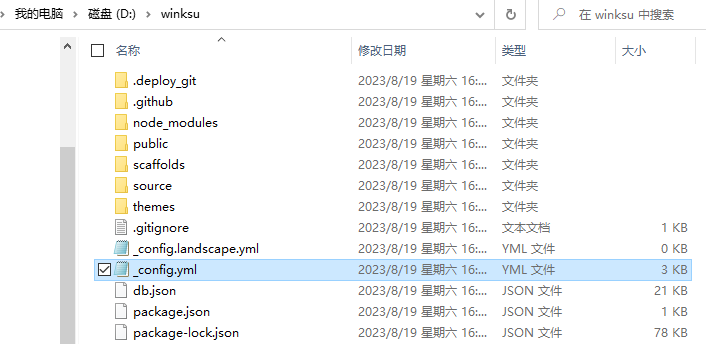 我的电脑 > 磁盘 (D:) > winksu 在 winksu 中搜索
名称 修改日期 类型 大小
.deploy_git 2023/8/19 星期六 16:... 文件夹
.github 2023/8/19 星期六 16:... 文件夹
node_modules 2023/8/19 星期六 16:... 文件夹
public 2023/8/19 星期六 16:... 文件夹
scaffolds 2023/8/19 星期六 16:... 文件夹
source 2023/8/19 星期六 16:... 文件夹
themes 2023/8/19 星期六 16:... 文件夹
.gitignore 2023/8/19 星期六 16:... 文本文档 1 KB
_config.landscape.yml 2023/8/19 星期六 16:... YML 文件 0 KB
_config.yml 2023/8/19 星期六 16:... YML 文件 3 KB
db.json 2023/8/19 星期六 16:... JSON 文件 21 KB
package.json 2023/8/19 星期六 16:... JSON 文件 1 KB
package-lock.json 2023/8/19 星期六 16:... JSON 文件 78 KB